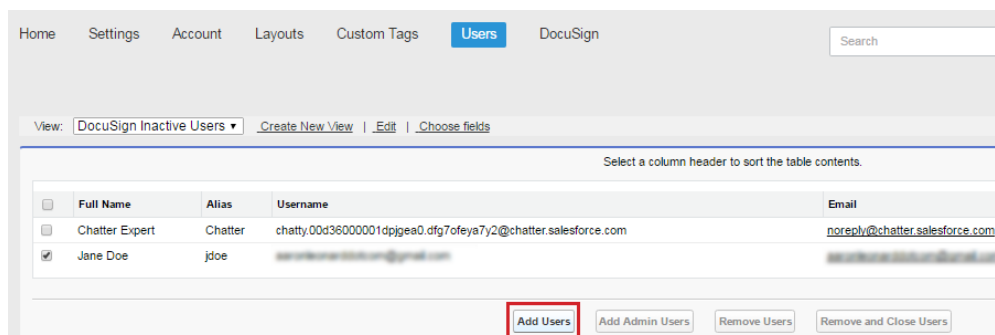 Home Settings Account Layouts Custom Tags Users DocuSign Search
View: DocuSign Inactive Users Create New View | Edit | Choose fields
Select a column header to sort the table contents.
Full Name Alias Username Email
Chatter Expert Chatter chatty.00d36000001dpjgea0.dfg7ofeya7y2@chatter.salesforce.com noreply@chatter.salesforce.com
Jane Doe jdoe
Add Users Add Admin Users Remove Users Remove and Close Users